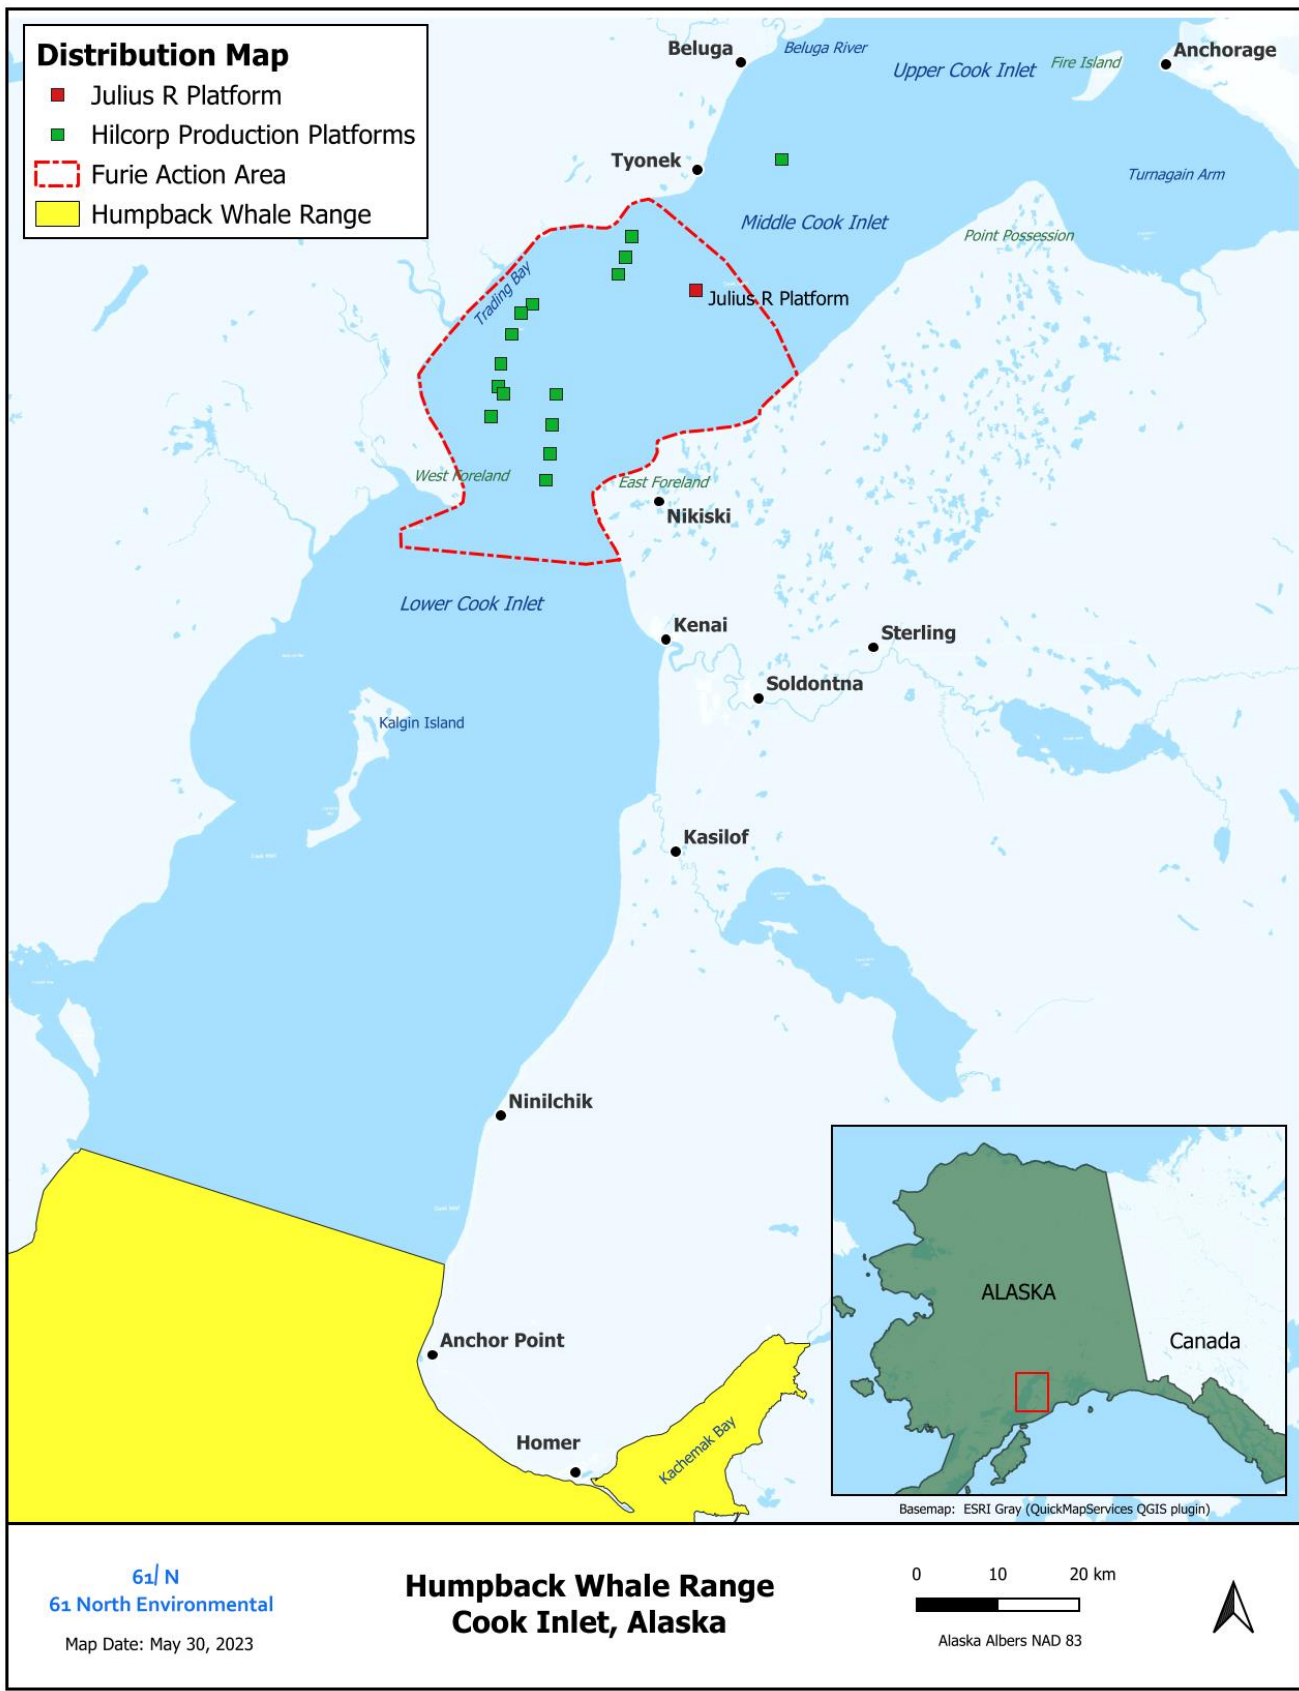 Distribution Map
Julius R Platform
Hilcorp Production Platforms
Furie Action Area
Humpback Whale Range
Beluga
Beluga River
Upper Cook Inlet
Fire Island
Anchorage
Tyonek
Turnagain Arm
Middle Cook Inlet
Point Possession
Trading Bay
Julius R Platform
West Foreland
East Foreland
Nikiski
Lower Cook Inlet
Kenai
Sterling
Soldontna
Kalgin Island
Kasilof
Ninilchik
Anchor Point
Homer
Kachemak Bay
ALASKA
Canada
Basemap: ESRI Gray (QuickMapServices QGIS plugin)
61/ N
61 North Environmental
Map Date: May 30, 2023
Humpback Whale Range
Cook Inlet, Alaska
0 10 20 km
Alaska Albers NAD 83